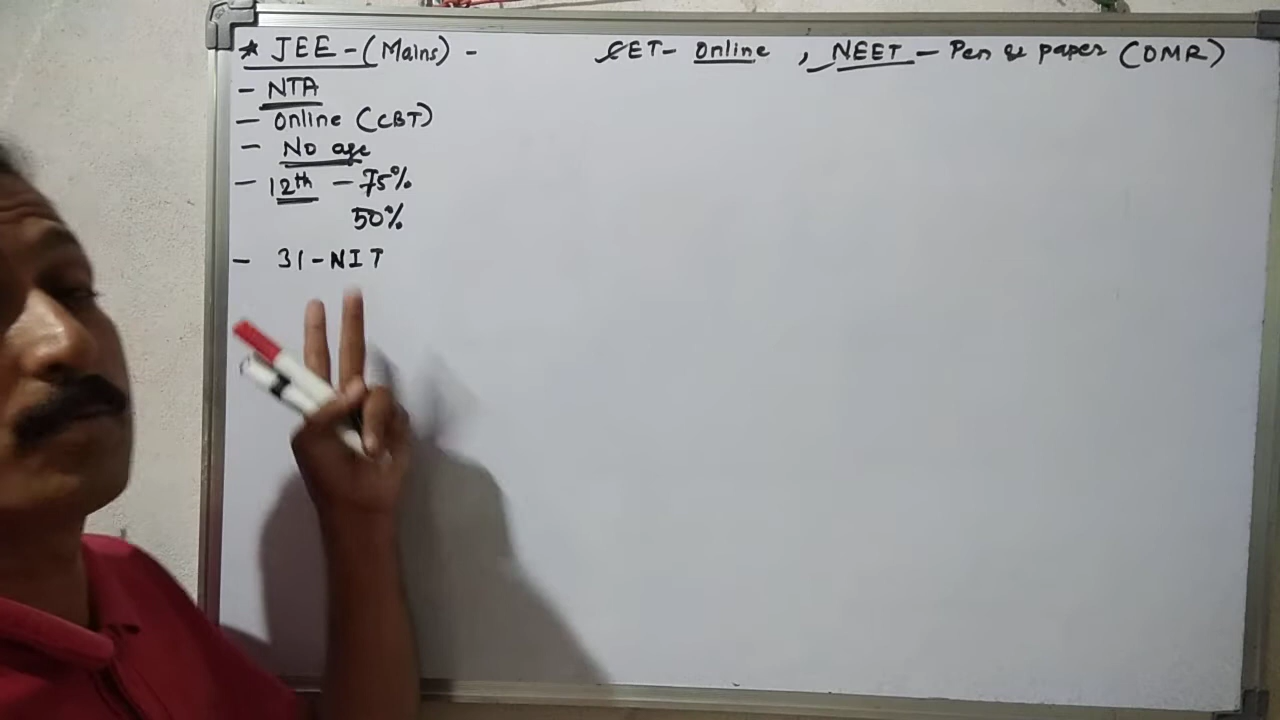 * JEE - (Mains) - CET - Online , NEET - Pen & paper (OMR)
- NTA
- Online (CBT)
- No age
- 12th - 75%
50%
- 31 - NIT